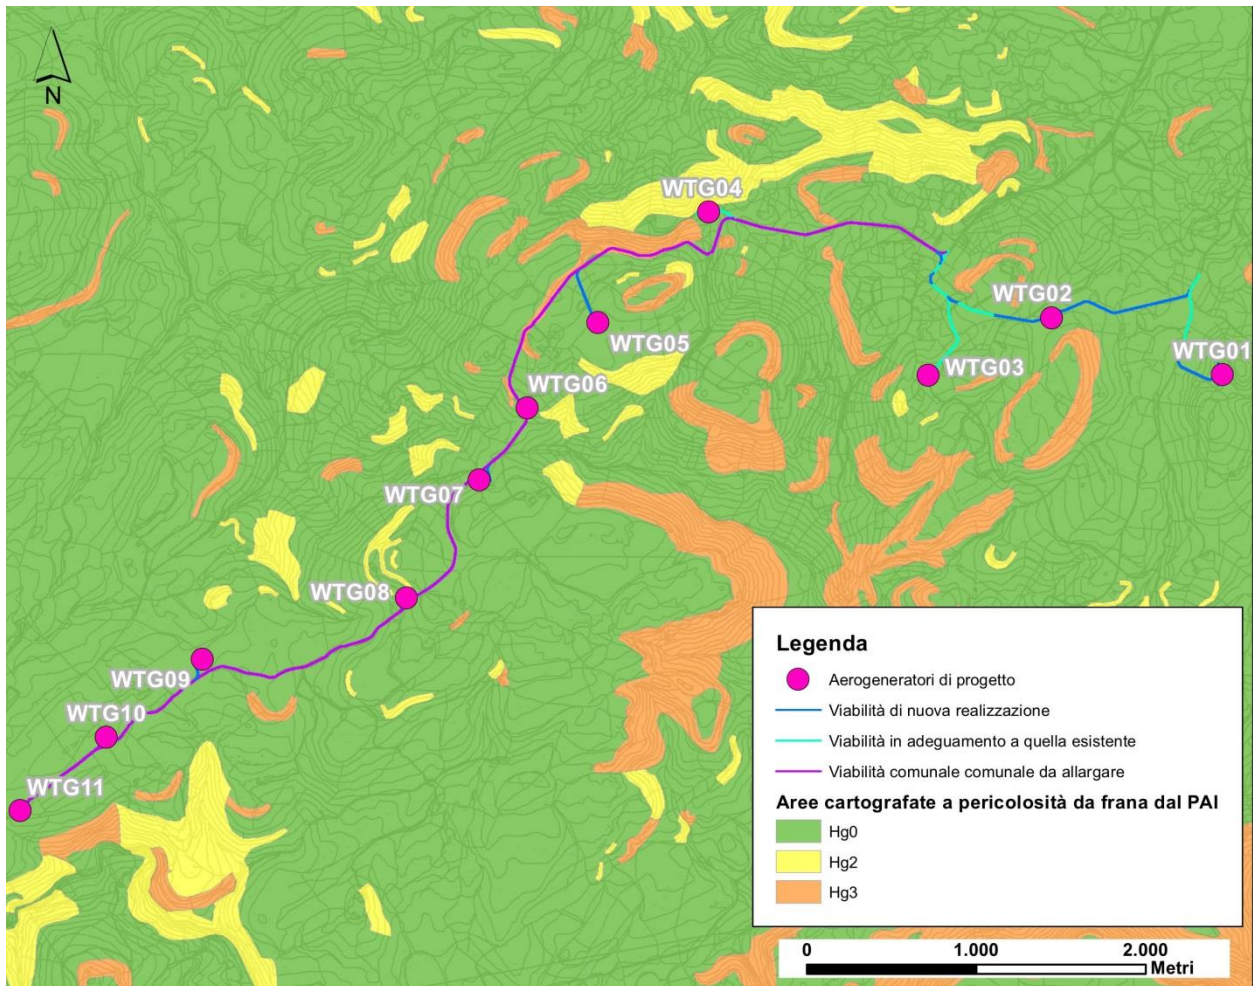 N
WTG04
WTG02
WTG05
WTG01
WTG03
WTG06
WTG07
WTG08
WTG09
WTG10
WTG11
Legenda
Aerogeneratori di progetto
Viabilità di nuova realizzazione
Viabilità in adeguamento a quella esistente
Viabilità comunale comunale da allargare
Aree cartografate a pericolosità da frana dal PAI
Hg0
Hg2
Hg3
0 1.000 2.000
Metri